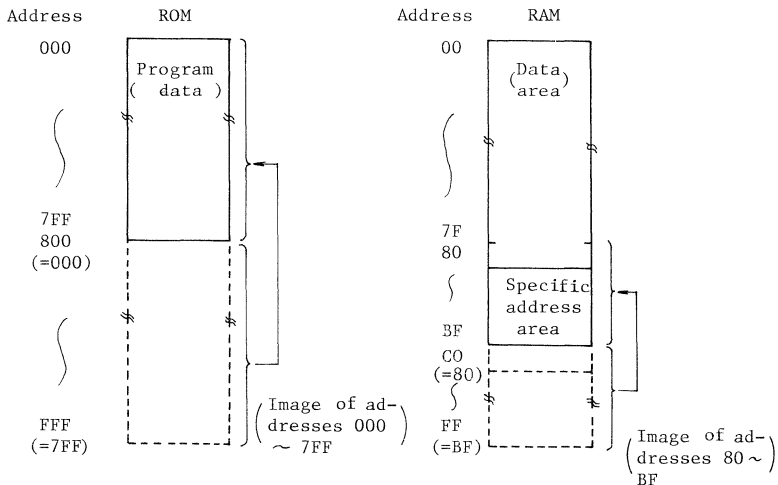 Address ROM
000
Program
( data )
7FF
800
(=000)
FFF
(=7FF)
(Image of ad-
dresses 000
~ 7FF)
Address RAM
00
(Data
area)
7F
80
Specific
address
area
BF
C0
(=80)
FF
(=BF)
(Image of ad-
dresses 80~
BF)